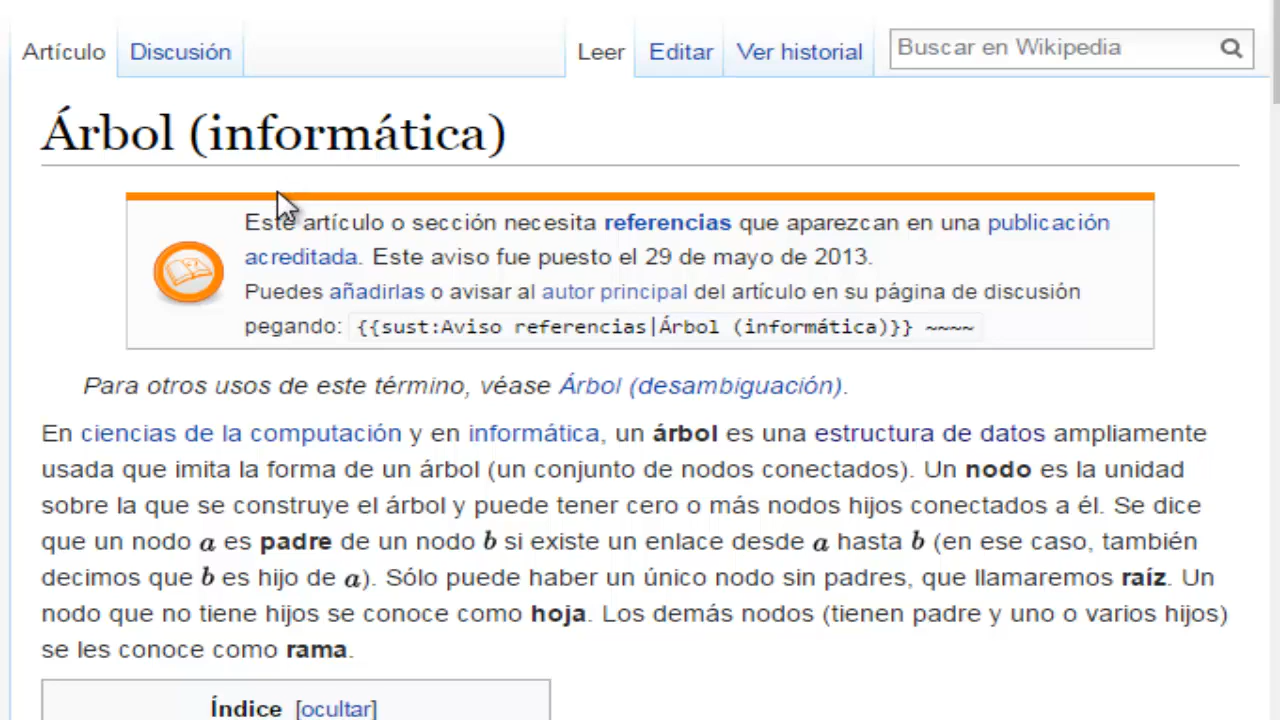 Artículo Discusión Leer Editar Ver historial Buscar en Wikipedia
Árbol (informática)
Este artículo o sección necesita referencias que aparezcan en una publicación
acreditada. Este aviso fue puesto el 29 de mayo de 2013.
Puedes añadirlas o avisar al autor principal del artículo en su página de discusión
pegando: {{sust:Aviso referencias|Árbol (informática)}} ~~~~
Para otros usos de este término, véase Árbol (desambiguación).
En ciencias de la computación y en informática, un árbol es una estructura de datos ampliamente
usada que imita la forma de un árbol (un conjunto de nodos conectados). Un nodo es la unidad
sobre la que se construye el árbol y puede tener cero o más nodos hijos conectados a él. Se dice
que un nodo a es padre de un nodo b si existe un enlace desde a hasta b (en ese caso, también
decimos que b es hijo de a). Sólo puede haber un único nodo sin padres, que llamaremos raíz. Un
nodo que no tiene hijos se conoce como hoja. Los demás nodos (tienen padre y uno o varios hijos)
se les conoce como rama.
Índice [ocultar]